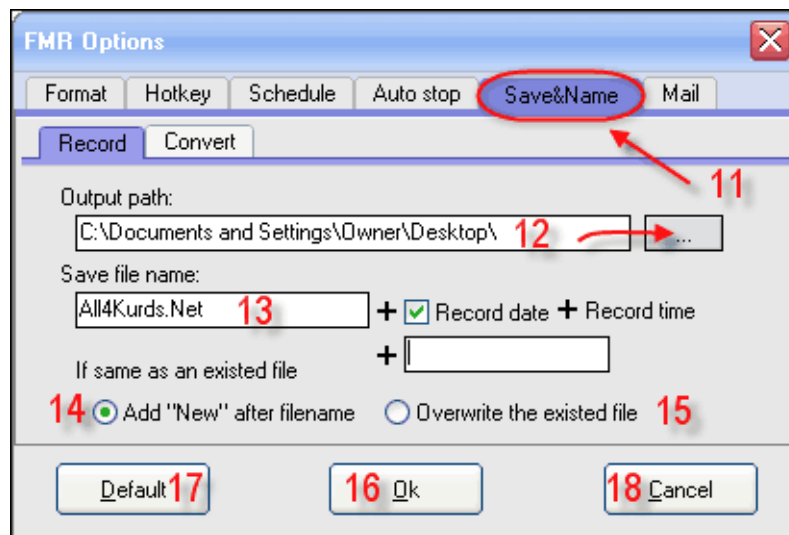 FMR Options
Format Hotkey Schedule Auto stop Save&Name Mail
Record Convert
11
Output path:
C:\Documents and Settings\Owner\Desktop\ 12 ...
Save file name:
All4Kurds.Net 13 + Record date + Record time
+
If same as an existed file
14 Add "New" after filename Overwrite the existed file 15
Default 17 16 Ok 18 Cancel